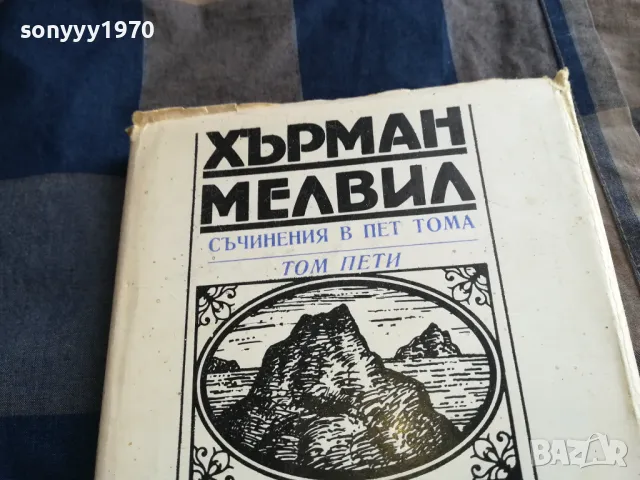 sonyyy1970
ХЪРМАН
МЕЛВИЛ
СЪЧИНЕНИЯ В ПЕТ ТОМА
ТОМ ПЕТИ
BAZAR